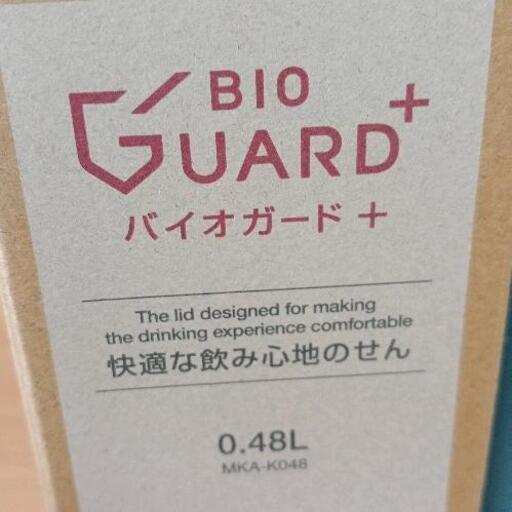 BIO
GUARD+
バイオガード＋
The lid designed for making
the drinking experience comfortable
快適な飲み心地のせん
0.48L
MKA-K048